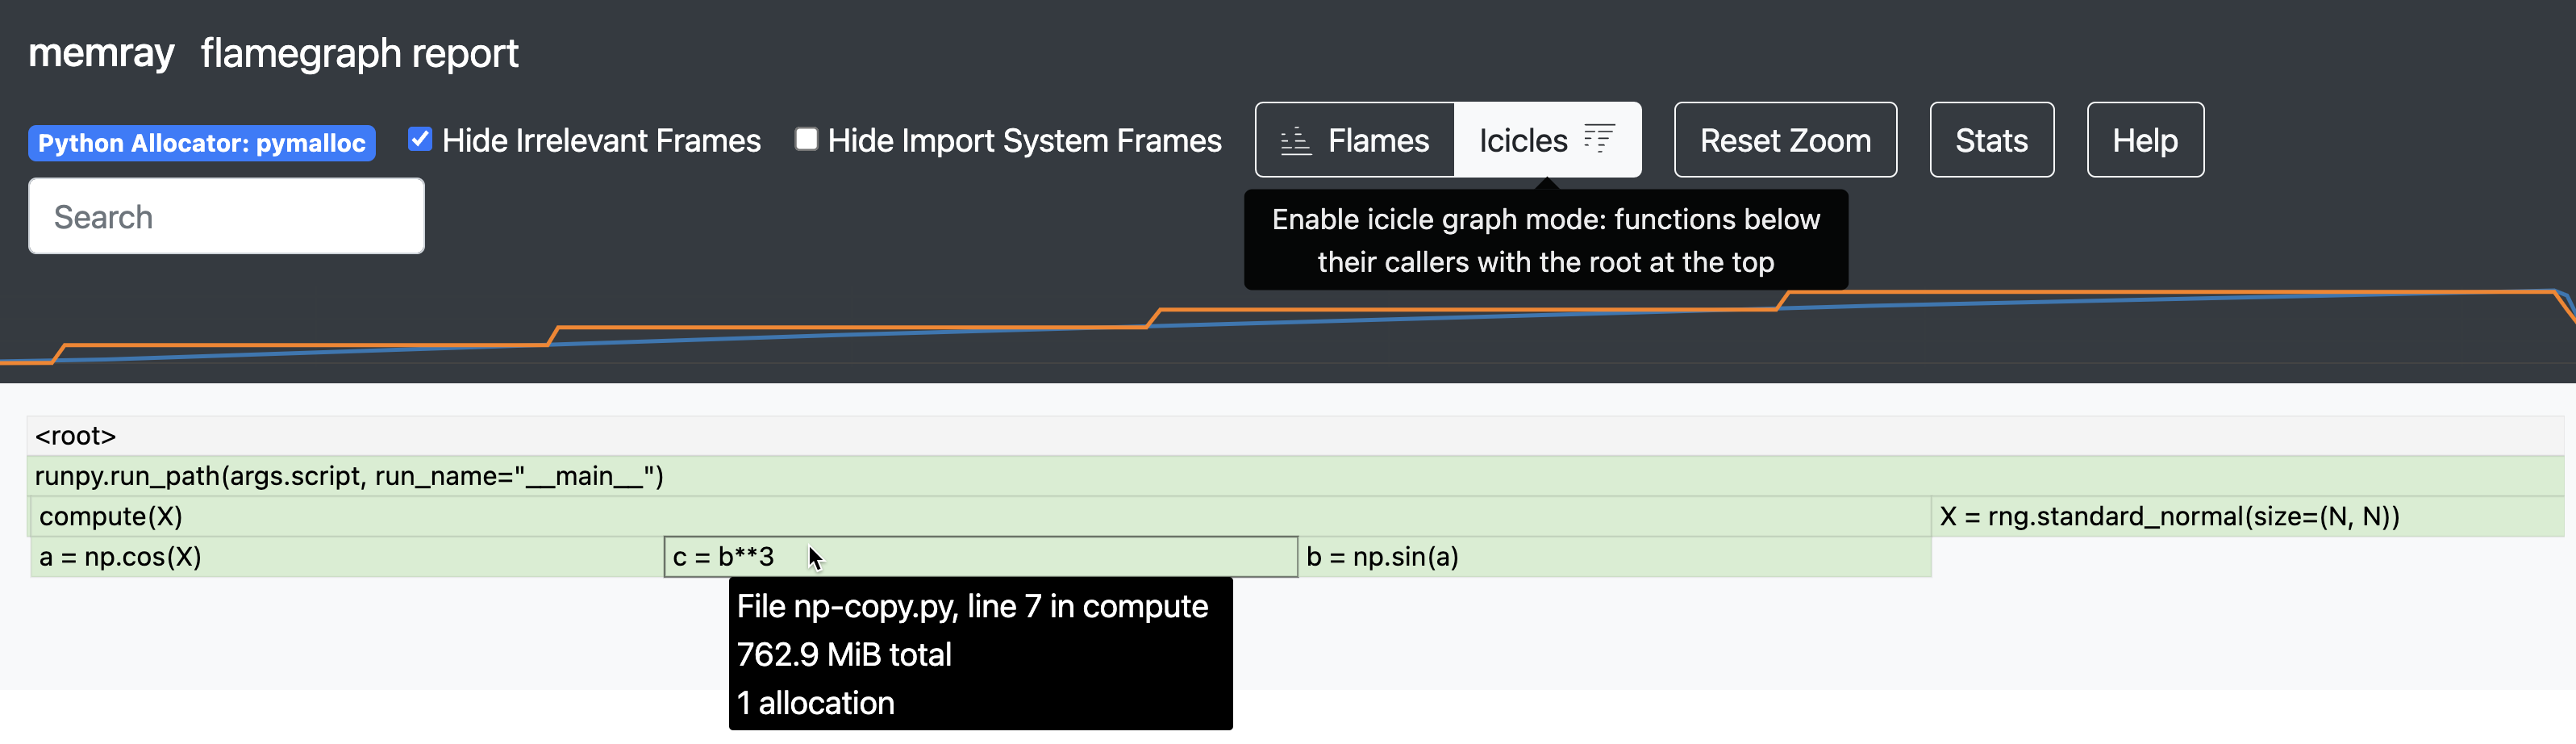 memray flamegraph report
Python Allocator: pymalloc Hide Irrelevant Frames Hide Import System Frames Flames Icicles Reset Zoom Stats Help
Search
Enable icicle graph mode: functions below
their callers with the root at the top
<root>
runpy.run_path(args.script, run_name="__main__")
compute(X) X = rng.standard_normal(size=(N, N))
a = np.cos(X) c = b**3 b = np.sin(a)
File np-copy.py, line 7 in compute
762.9 MiB total
1 allocation